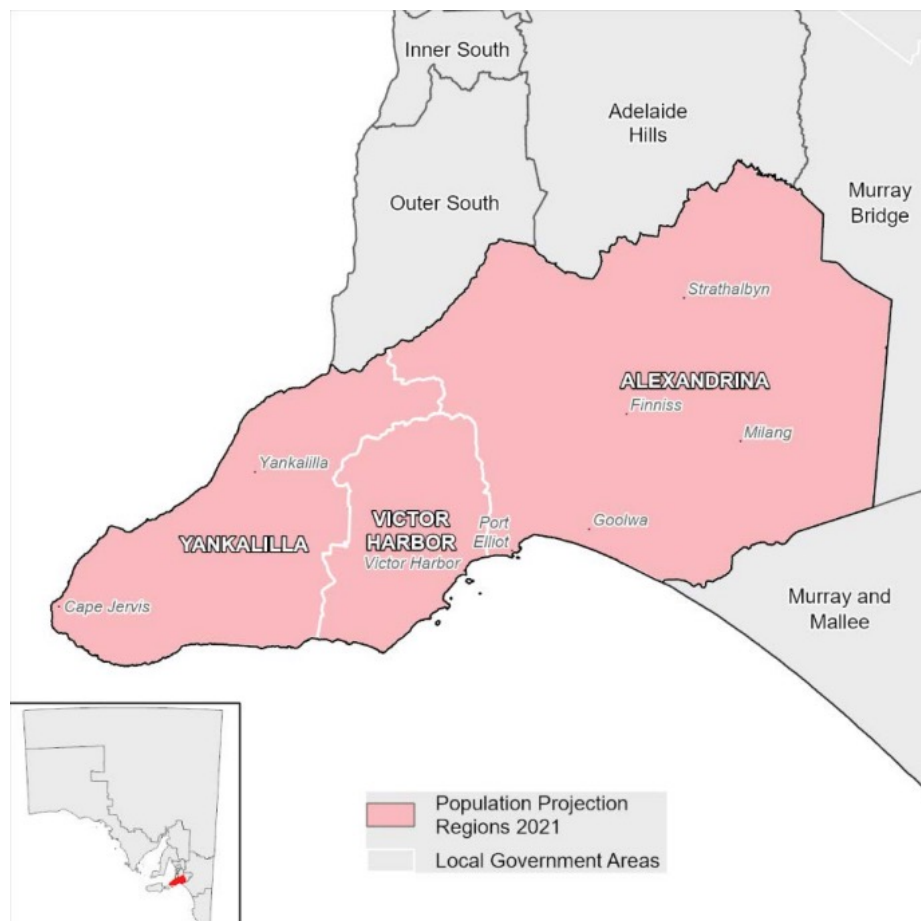 Inner South
Adelaide
Hills
Outer South
Murray
Bridge
Strathalbyn
ALEXANDRINA
Finniss
Milang
Yankalilla
Goolwa
Port
Elliot
VICTOR
HARBOR
Victor Harbor
YANKALILLA
Cape Jervis
Murray and
Mallee
Population Projection
Regions 2021
Local Government Areas